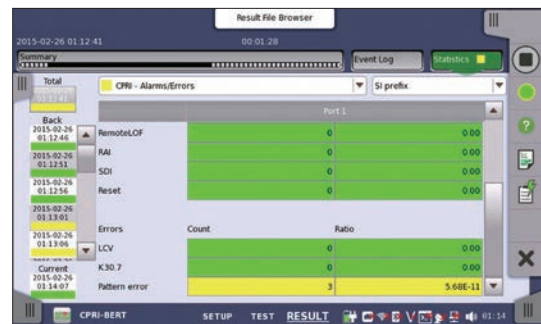 Result File Browser
2015-02-26 01:12:41 00:01:28
Summary Event Log Statistics
Total CPRI - Alarms/Errors SI prefix
Port 1
Back
2015-02-26
01:12:46
RemoteLOF 0 0.00
2015-02-26
01:12:51
RAI 0 0.00
SDI 0 0.00
2015-02-26
01:12:56
Reset 0 0.00
2015-02-26
01:13:01
Errors Count Ratio
2015-02-26
01:13:06
LCV 0 0.00
Current
K30.7 0 0.00
2015-02-26
01:14:07
Pattern error 3 5.68E-11
CPRI-BERT SETUP TEST RESULT 01:14